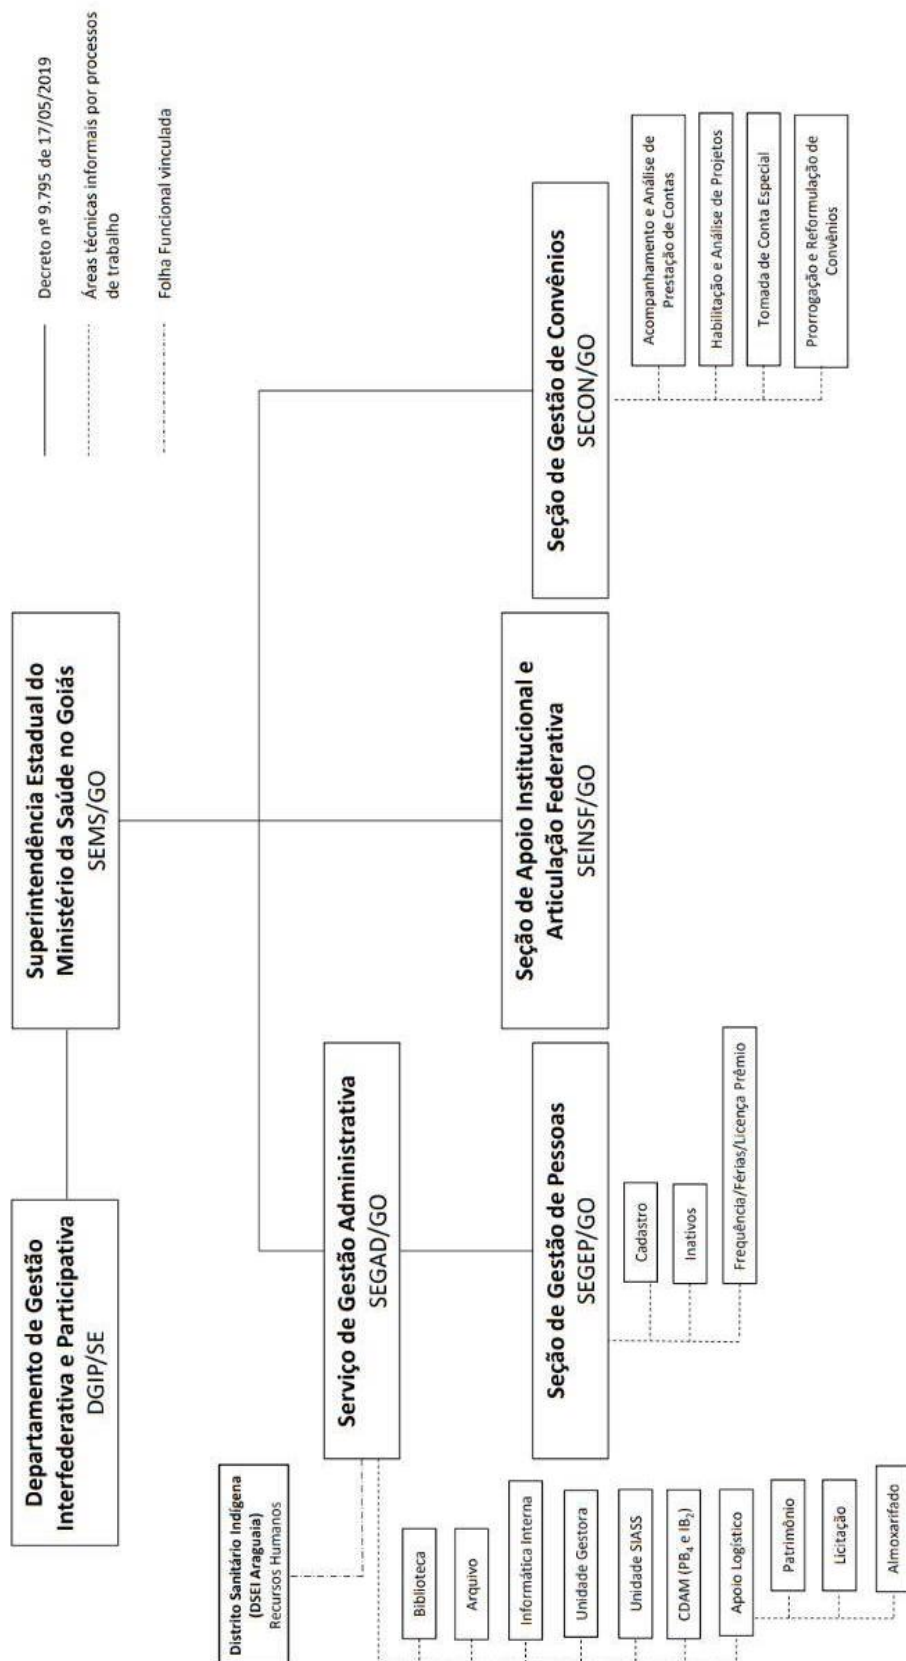 Departamento de Gestão
Interfederativa e Participativa
DGIP/SE
Superintendência Estadual do
Ministério da Saúde no Goiás
SEMS/GO
Decreto nº 9.795 de 17/05/2019
Áreas técnicas informais por processos
de trabalho
Folha Funcional vinculada
Distrito Sanitário Indígena
(DSEI Araguaia)
Recursos Humanos
Serviço de Gestão Administrativa
SEGAD/GO
Biblioteca
Arquivo
Informática Interna
Unidade Gestora
Unidade SIASS
CDAM (PB₄ e IB₂)
Apoio Logístico
Patrimônio
Licitação
Almoxarifado
Seção de Gestão de Pessoas
SEGEP/GO
Cadastro
Inativos
Frequência/Férias/Licença Prêmio
Seção de Apoio Institucional e
Articulação Federativa
SEINSF/GO
Seção de Gestão de Convênios
SECON/GO
Acompanhamento e Análise de
Prestação de Contas
Habilitação e Análise de Projetos
Tomada de Conta Especial
Prorrogação e Reformulação de
Convênios